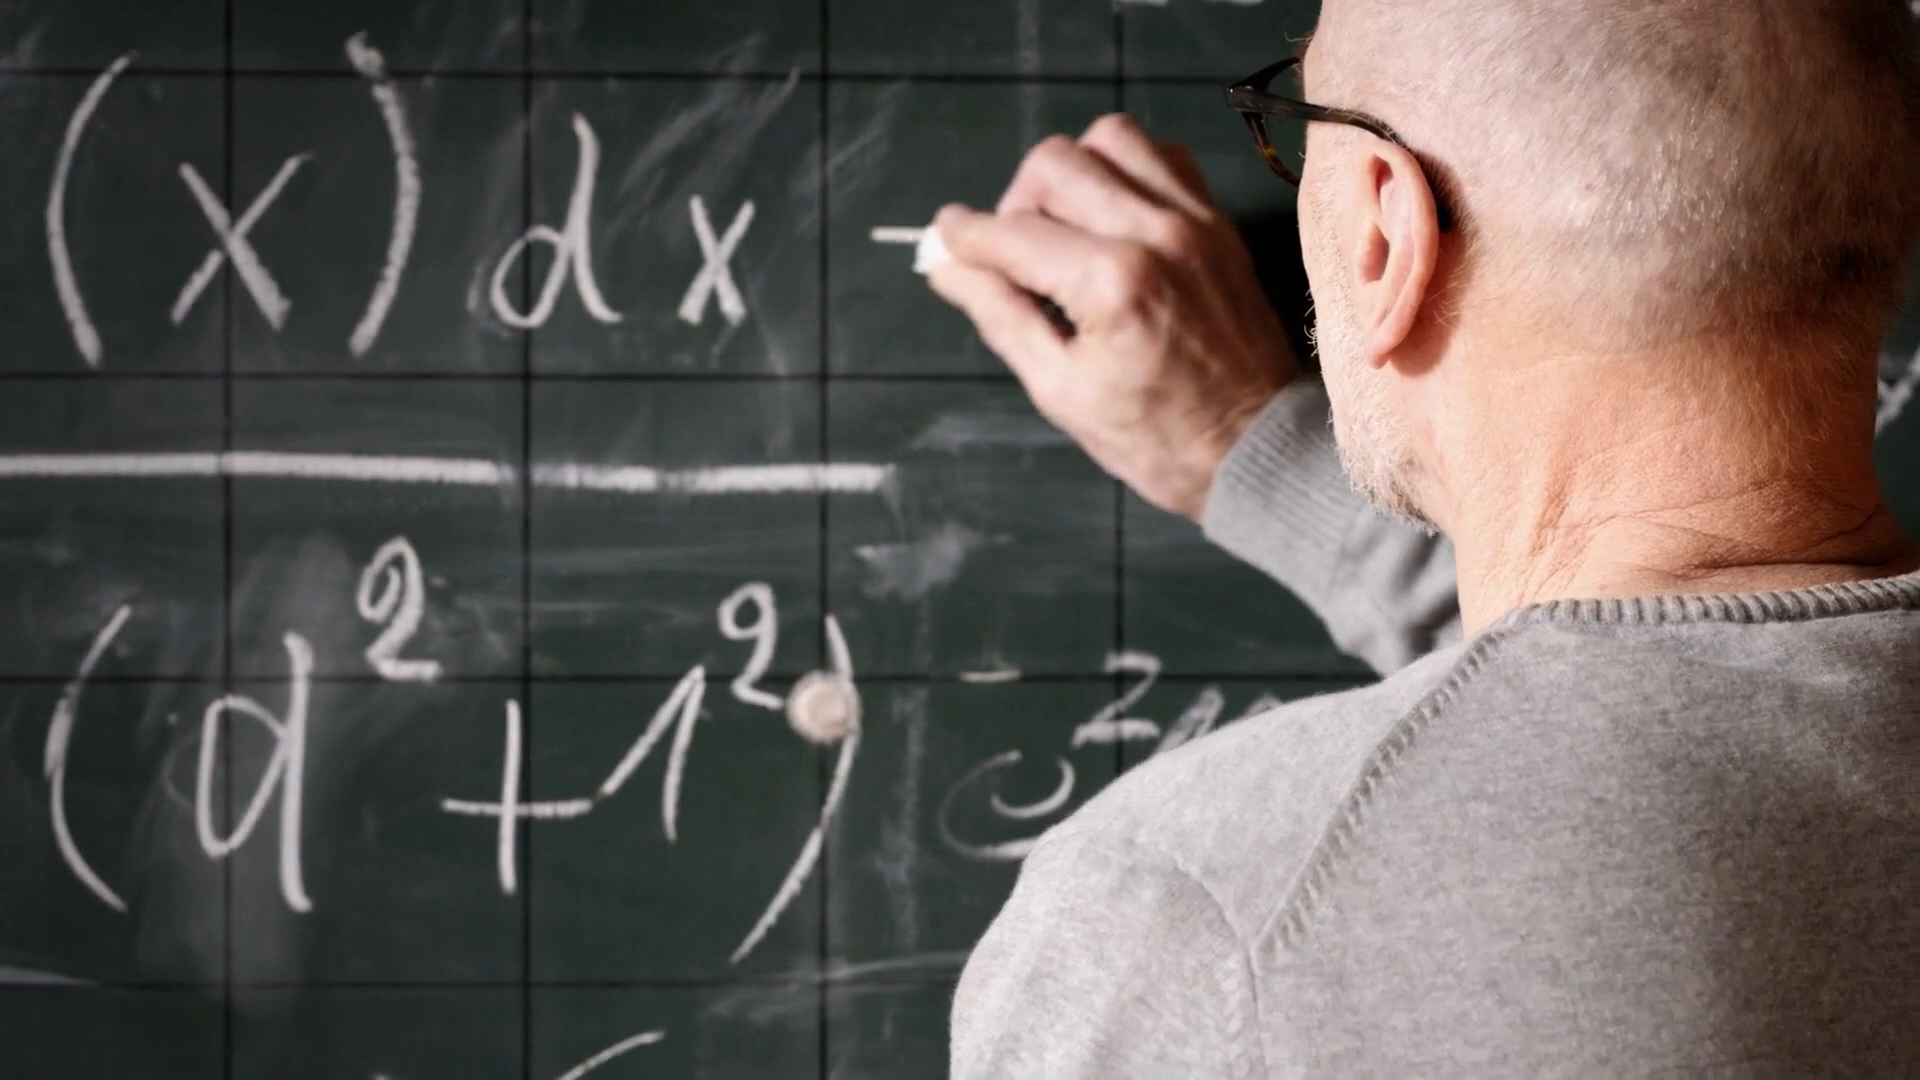 (x) dx -
(d² + 1²)